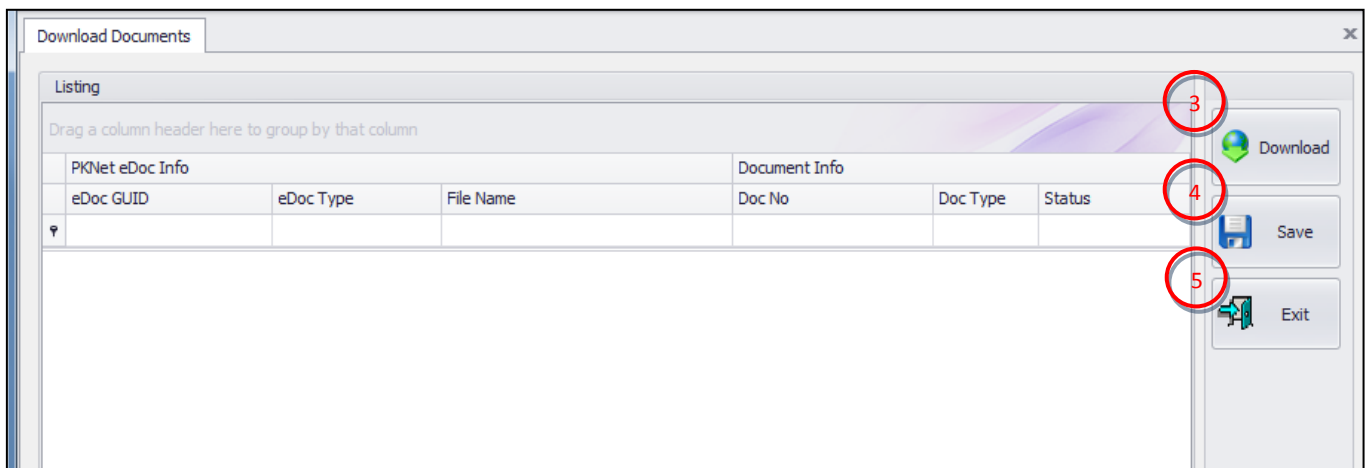 Download Documents
x
Listing
3
Drag a column header here to group by that column
Download
PKNet eDoc Info Document Info
eDoc GUID eDoc Type File Name Doc No Doc Type Status
4
Save
5
Exit